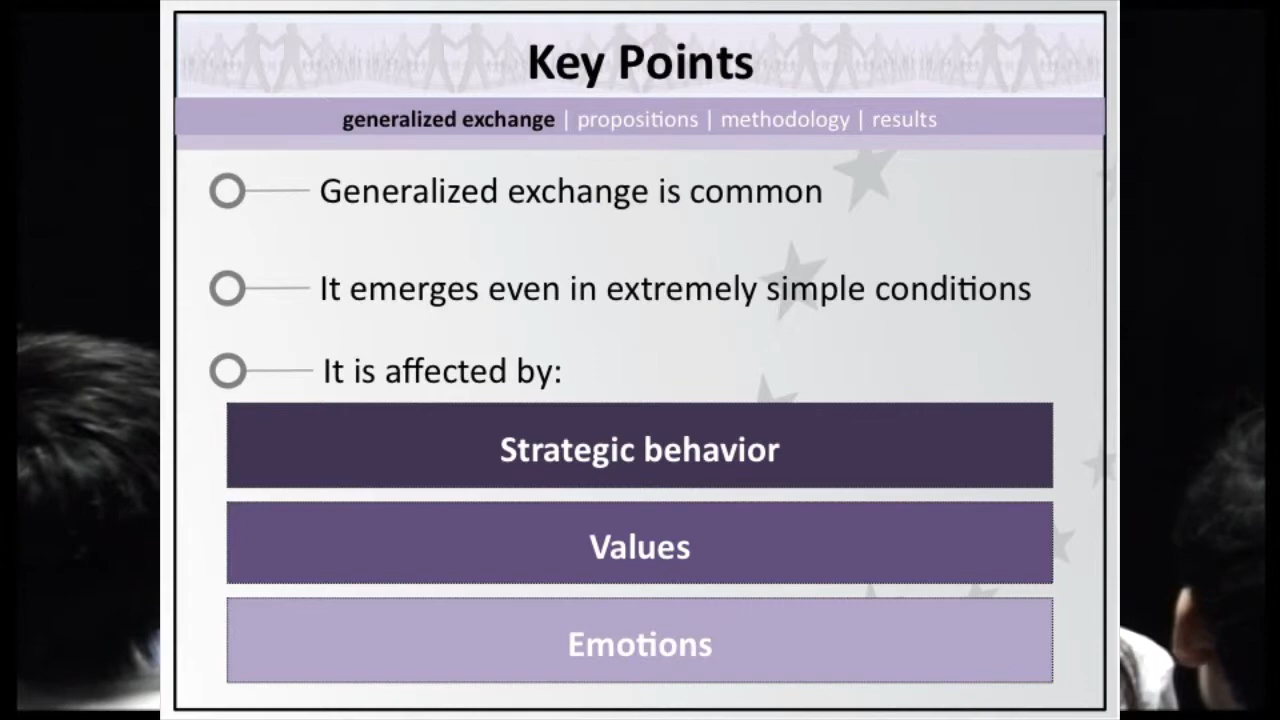 Key Points
generalized exchange | propositions | methodology | results
Generalized exchange is common
It emerges even in extremely simple conditions
It is affected by:
Strategic behavior
Values
Emotions